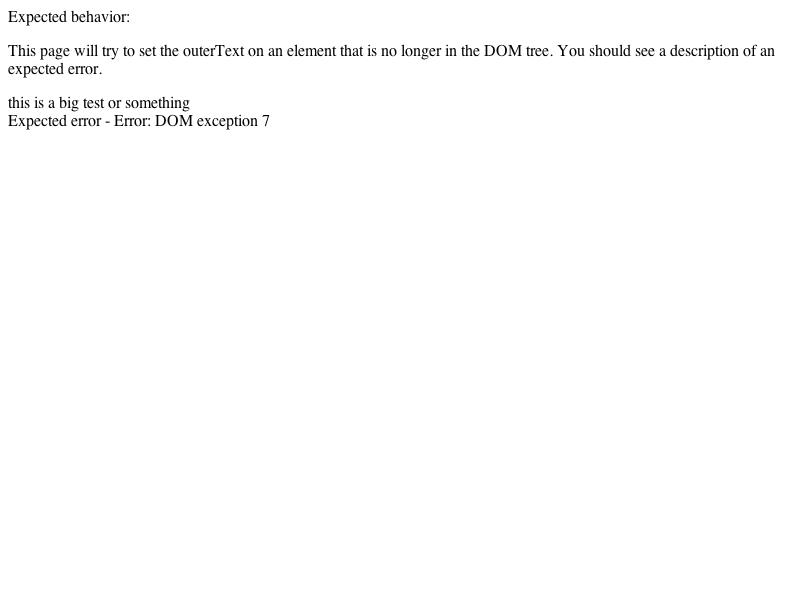 Expected behavior:
This page will try to set the outerText on an element that is no longer in the DOM tree. You should see a description of an
expected error.
this is a big test or something
Expected error - Error: DOM exception 7